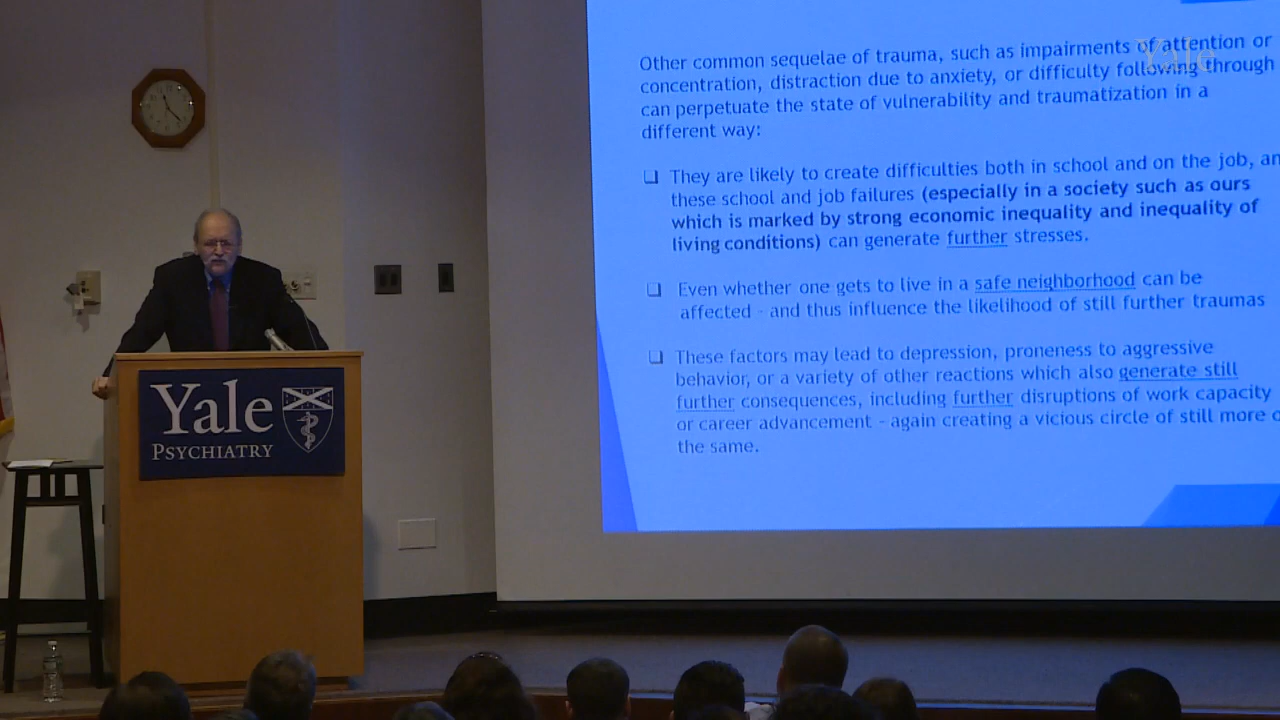 Yale
Other common sequelae of trauma, such as impairments of attention or
concentration, distraction due to anxiety, or difficulty following through
can perpetuate the state of vulnerability and traumatization in a
different way:
They are likely to create difficulties both in school and on the job, an
these school and job failures (especially in a society such as ours
which is marked by strong economic inequality and inequality of
living conditions) can generate further stresses.
Even whether one gets to live in a safe neighborhood can be
affected - and thus influence the likelihood of still further traumas
These factors may lead to depression, proneness to aggressive
behavior, or a variety of other reactions which also generate still
further consequences, including further disruptions of work capacity
or career advancement - again creating a vicious circle of still more o
the same.
Yale
PSYCHIATRY